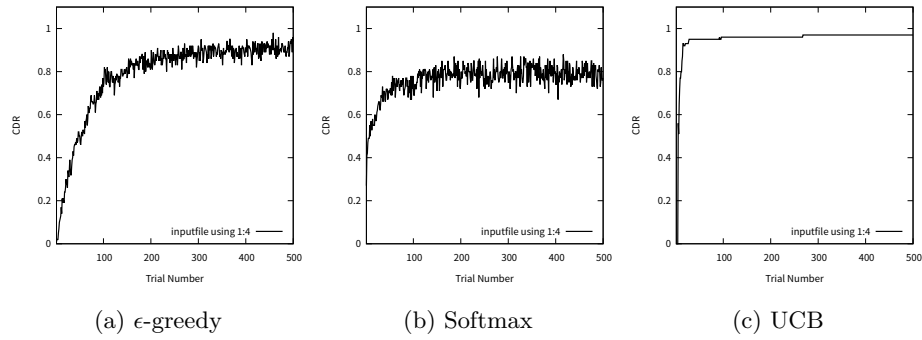 1
0.8
0.6
0.4
0.2
0
CDR
inputfile using 1:4
100 200 300 400 500
Trial Number
(a) ϵ-greedy
1
0.8
0.6
0.4
0.2
0
CDR
inputfile using 1:4
100 200 300 400 500
Trial Number
(b) Softmax
1
0.8
0.6
0.4
0.2
0
CDR
inputfile using 1:4
100 200 300 400 500
Trial Number
(c) UCB